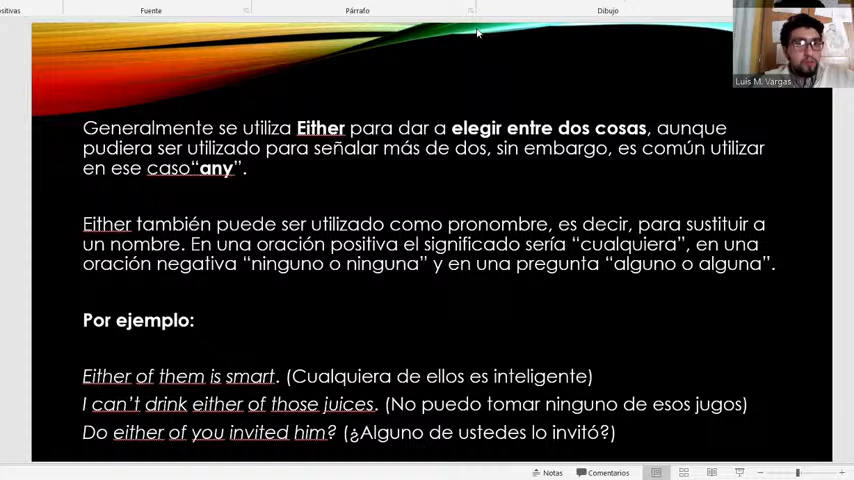 ositivas
Fuente
Párrafo
Dibujo
Luis M. Vargas
Generalmente se utiliza Either para dar a elegir entre dos cosas, aunque
pudiera ser utilizado para señalar más de dos, sin embargo, es común utilizar
en ese caso“any”.
Either también puede ser utilizado como pronombre, es decir, para sustituir a
un nombre. En una oración positiva el significado sería “cualquiera”, en una
oración negativa “ninguno o ninguna” y en una pregunta “alguno o alguna”.
Por ejemplo:
Either of them is smart. (Cualquiera de ellos es inteligente)
I can’t drink either of those juices. (No puedo tomar ninguno de esos jugos)
Do either of you invited him? (¿Alguno de ustedes lo invitó?)
Notas
Comentarios